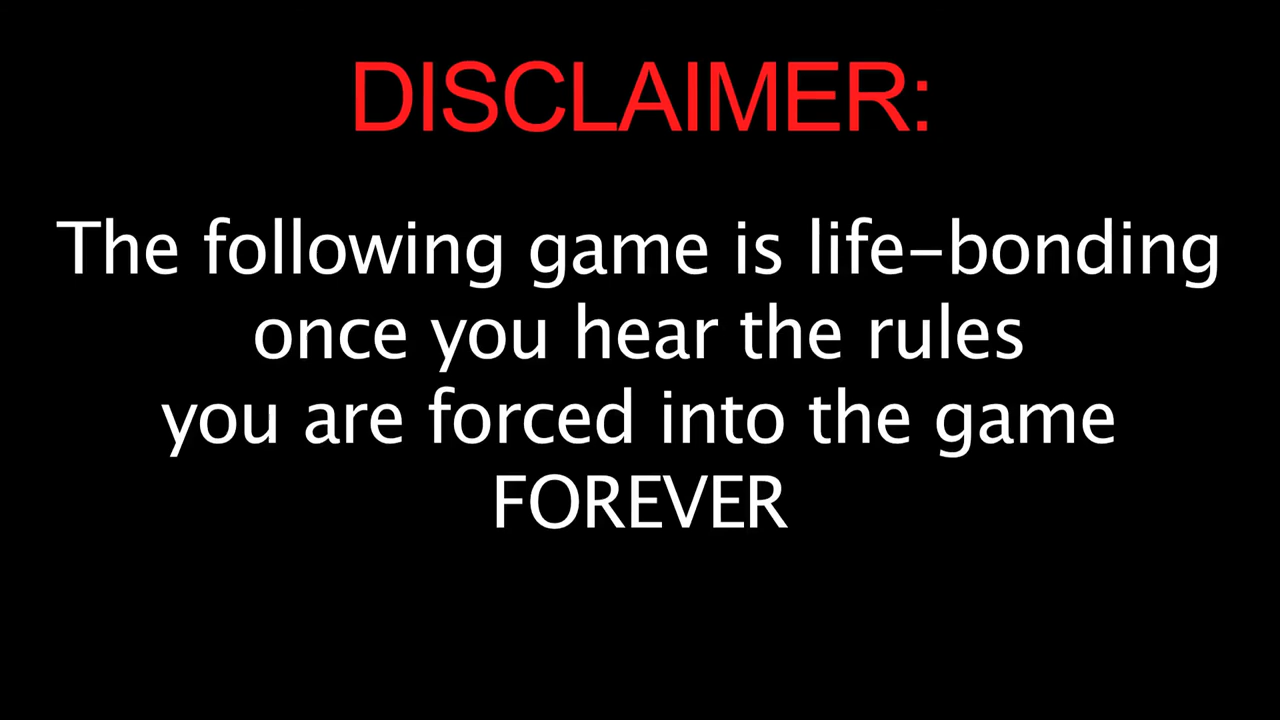 DISCLAIMER:
The following game is life-bonding
once you hear the rules
you are forced into the game
FOREVER